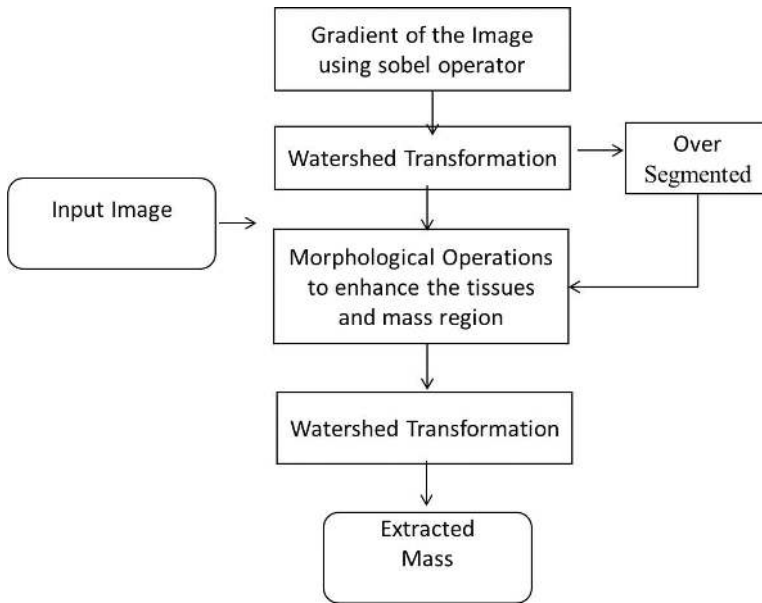 Gradient of the Image
using sobel operator
Watershed Transformation
Over
Segmented
Input Image
Morphological Operations
to enhance the tissues
and mass region
Watershed Transformation
Extracted
Mass